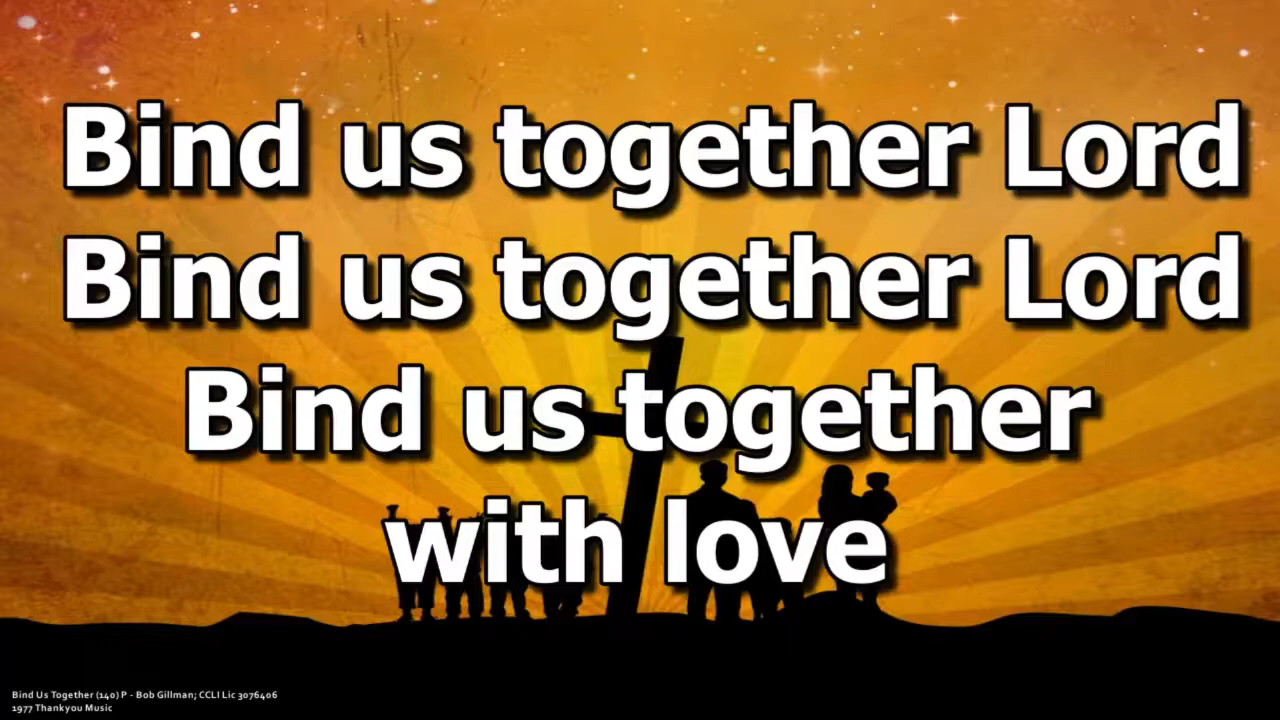 Bind us together Lord
Bind us together Lord
Bind us together
with love
Bind Us Together (140) P - Bob Gillman; CCLI Lic 3076406
1977 Thankyou Music